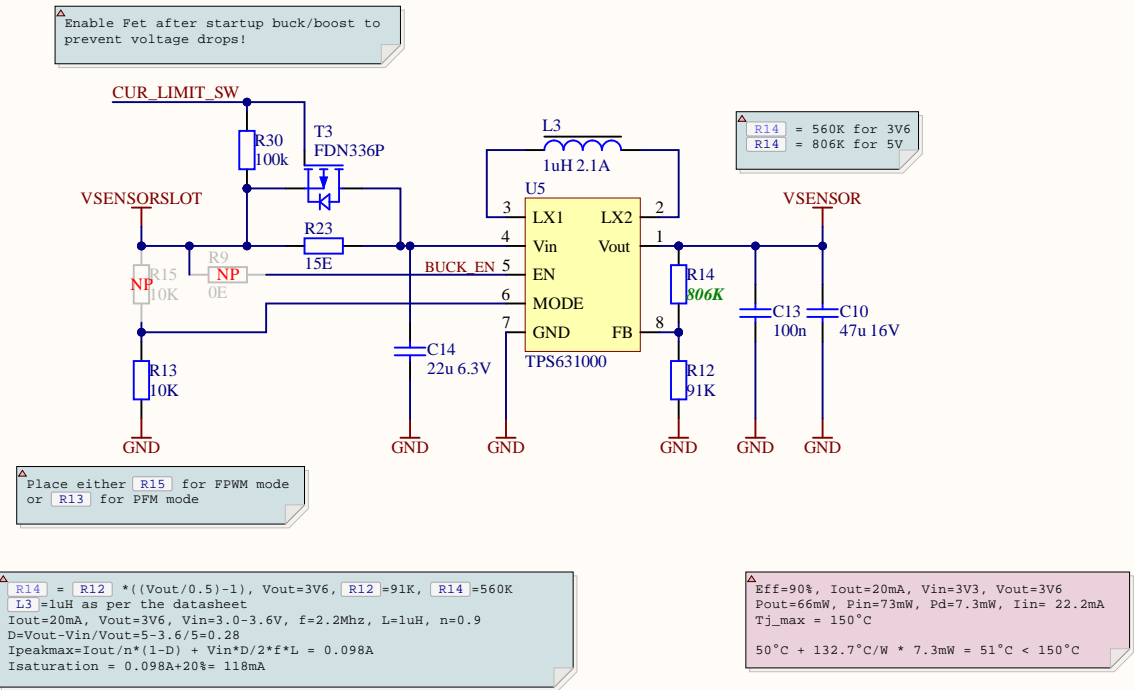 Enable Fet after startup buck/boost to
prevent voltage drops!
CUR_LIMIT_SW
R30
100k
T3
FDN336P
L3
1uH 2.1A
R14 = 560K for 3V6
R14 = 806K for 5V
VSENSORSLOT
R23
15E
U5
3 LX1
LX2 2
4 Vin
Vout 1
BUCK_EN 5 EN
6 MODE
7 GND
FB 8
TPS631000
VSENSOR
R15
NP
10K
R9
NP
0E
R14
806K
C13
100n
C10
47u 16V
R13
10K
C14
22u 6.3V
R12
91K
GND
GND
GND
GND
GND
GND
Place either R15 for FPWM mode
or R13 for PFM mode
R14 = R12 *((Vout/0.5)-1), Vout=3V6, R12=91K, R14=560K
L3=1uH as per the datasheet
Iout=20mA, Vout=3V6, Vin=3.0-3.6V, f=2.2Mhz, L=1uH, n=0.9
D=Vout-Vin/Vout=5-3.6/5=0.28
Ipeakmax=Iout/n*(1-D) + Vin*D/2*f*L = 0.098A
Isaturation = 0.098A+20%= 118mA
Eff=90%, Iout=20mA, Vin=3V3, Vout=3V6
Pout=66mW, Pin=73mW, Pd=7.3mW, Iin= 22.2mA
Tj_max = 150°C
50°C + 132.7°C/W * 7.3mW = 51°C < 150°C